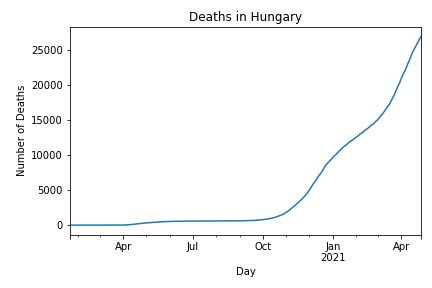 Deaths in Hungary
Number of Deaths
25000
20000
15000
10000
5000
0
Apr Jul Oct Jan Apr
2021
Day